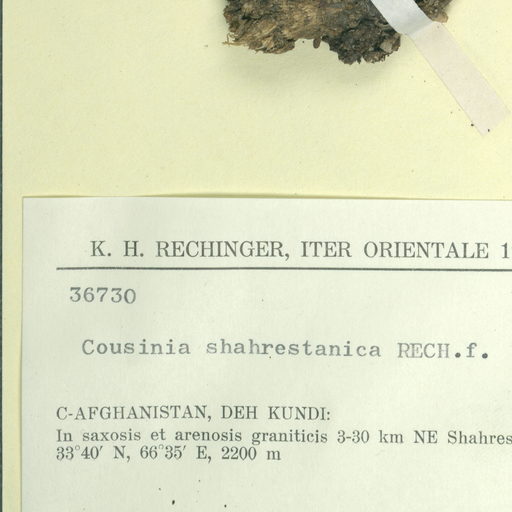 K. H. RECHINGER, ITER ORIENTALE 1
36730
Cousinia shahrestanica RECH.f.
C-AFGHANISTAN, DEH KUNDI:
In saxosis et arenosis graniticis 3-30 km NE Shahres
33°40′ N, 66°35′ E, 2200 m